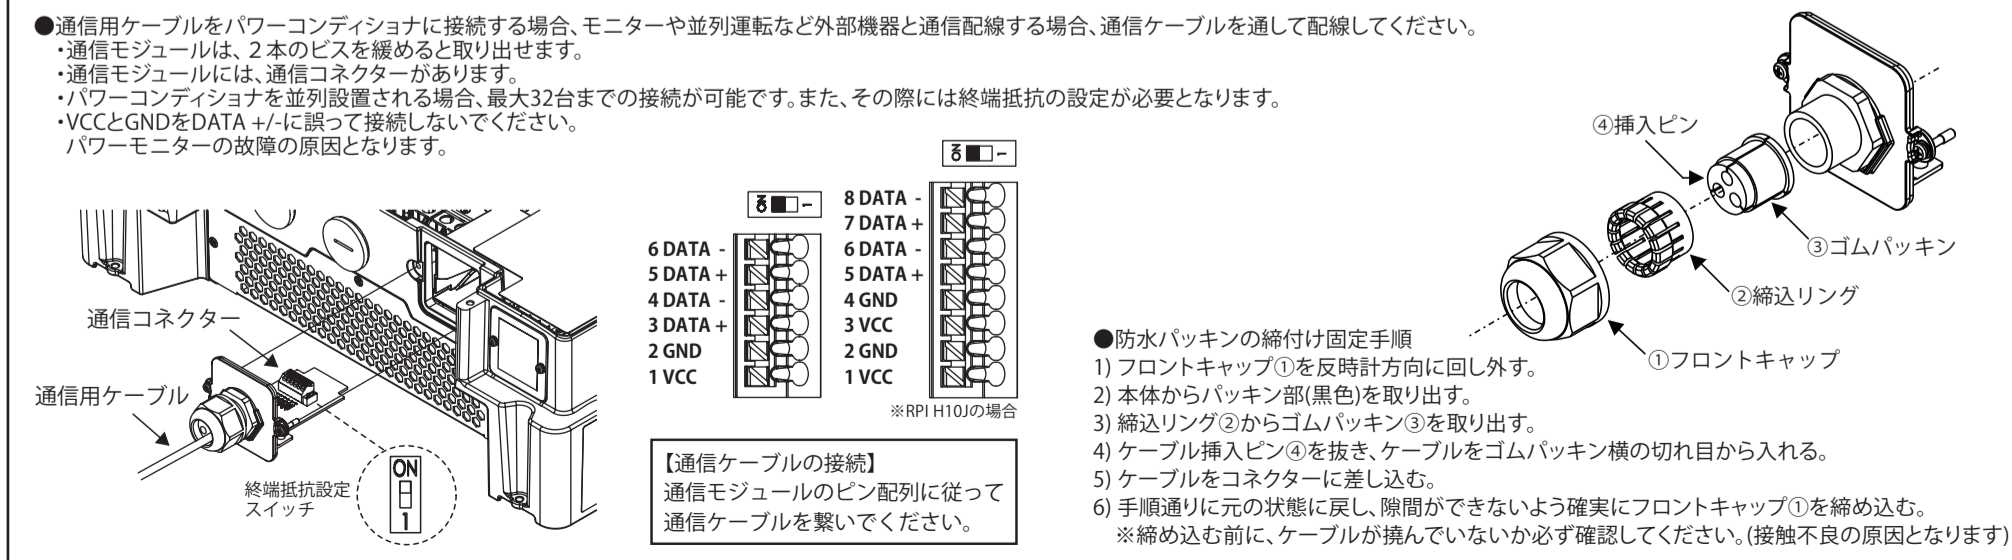 ●通信用ケーブルをパワーコンディショナに接続する場合、モニターや並列運転など外部機器と通信配線する場合、通信ケーブルを通して配線してください。
・通信モジュールは、２本のビスを緩めると取り出せます。
・通信モジュールには、通信コネクターがあります。
・パワーコンディショナを並列設置される場合、最大32台までの接続が可能です。また、その際には終端抵抗の設定が必要となります。
・VCCとGNDをDATA +/-に誤って接続しないでください。
パワーモニターの故障の原因となります。
通信コネクター
通信用ケーブル
終端抵抗設定
スイッチ
ON
1
ON 1
6 DATA -
5 DATA +
4 DATA -
3 DATA +
2 GND
1 VCC
ON 1
8 DATA -
7 DATA +
6 DATA -
5 DATA +
4 GND
3 VCC
2 GND
1 VCC
※RPI H10Jの場合
【通信ケーブルの接続】
通信モジュールのピン配列に従って
通信ケーブルを繋いでください。
④挿入ピン
③ゴムパッキン
②締込リング
①フロントキャップ
●防水パッキンの締付け固定手順
1) フロントキャップ①を反時計方向に回し外す。
2) 本体からパッキン部(黒色)を取り出す。
3) 締込リング②からゴムパッキン③を取り出す。
4) ケーブル挿入ピン④を抜き、ケーブルをゴムパッキン横の切れ目から入れる。
5) ケーブルをコネクターに差し込む。
6) 手順通りに元の状態に戻し、隙間ができないよう確実にフロントキャップ①を締め込む。
※締め込む前に、ケーブルが撓んでいないか必ず確認してください。(接触不良の原因となります)